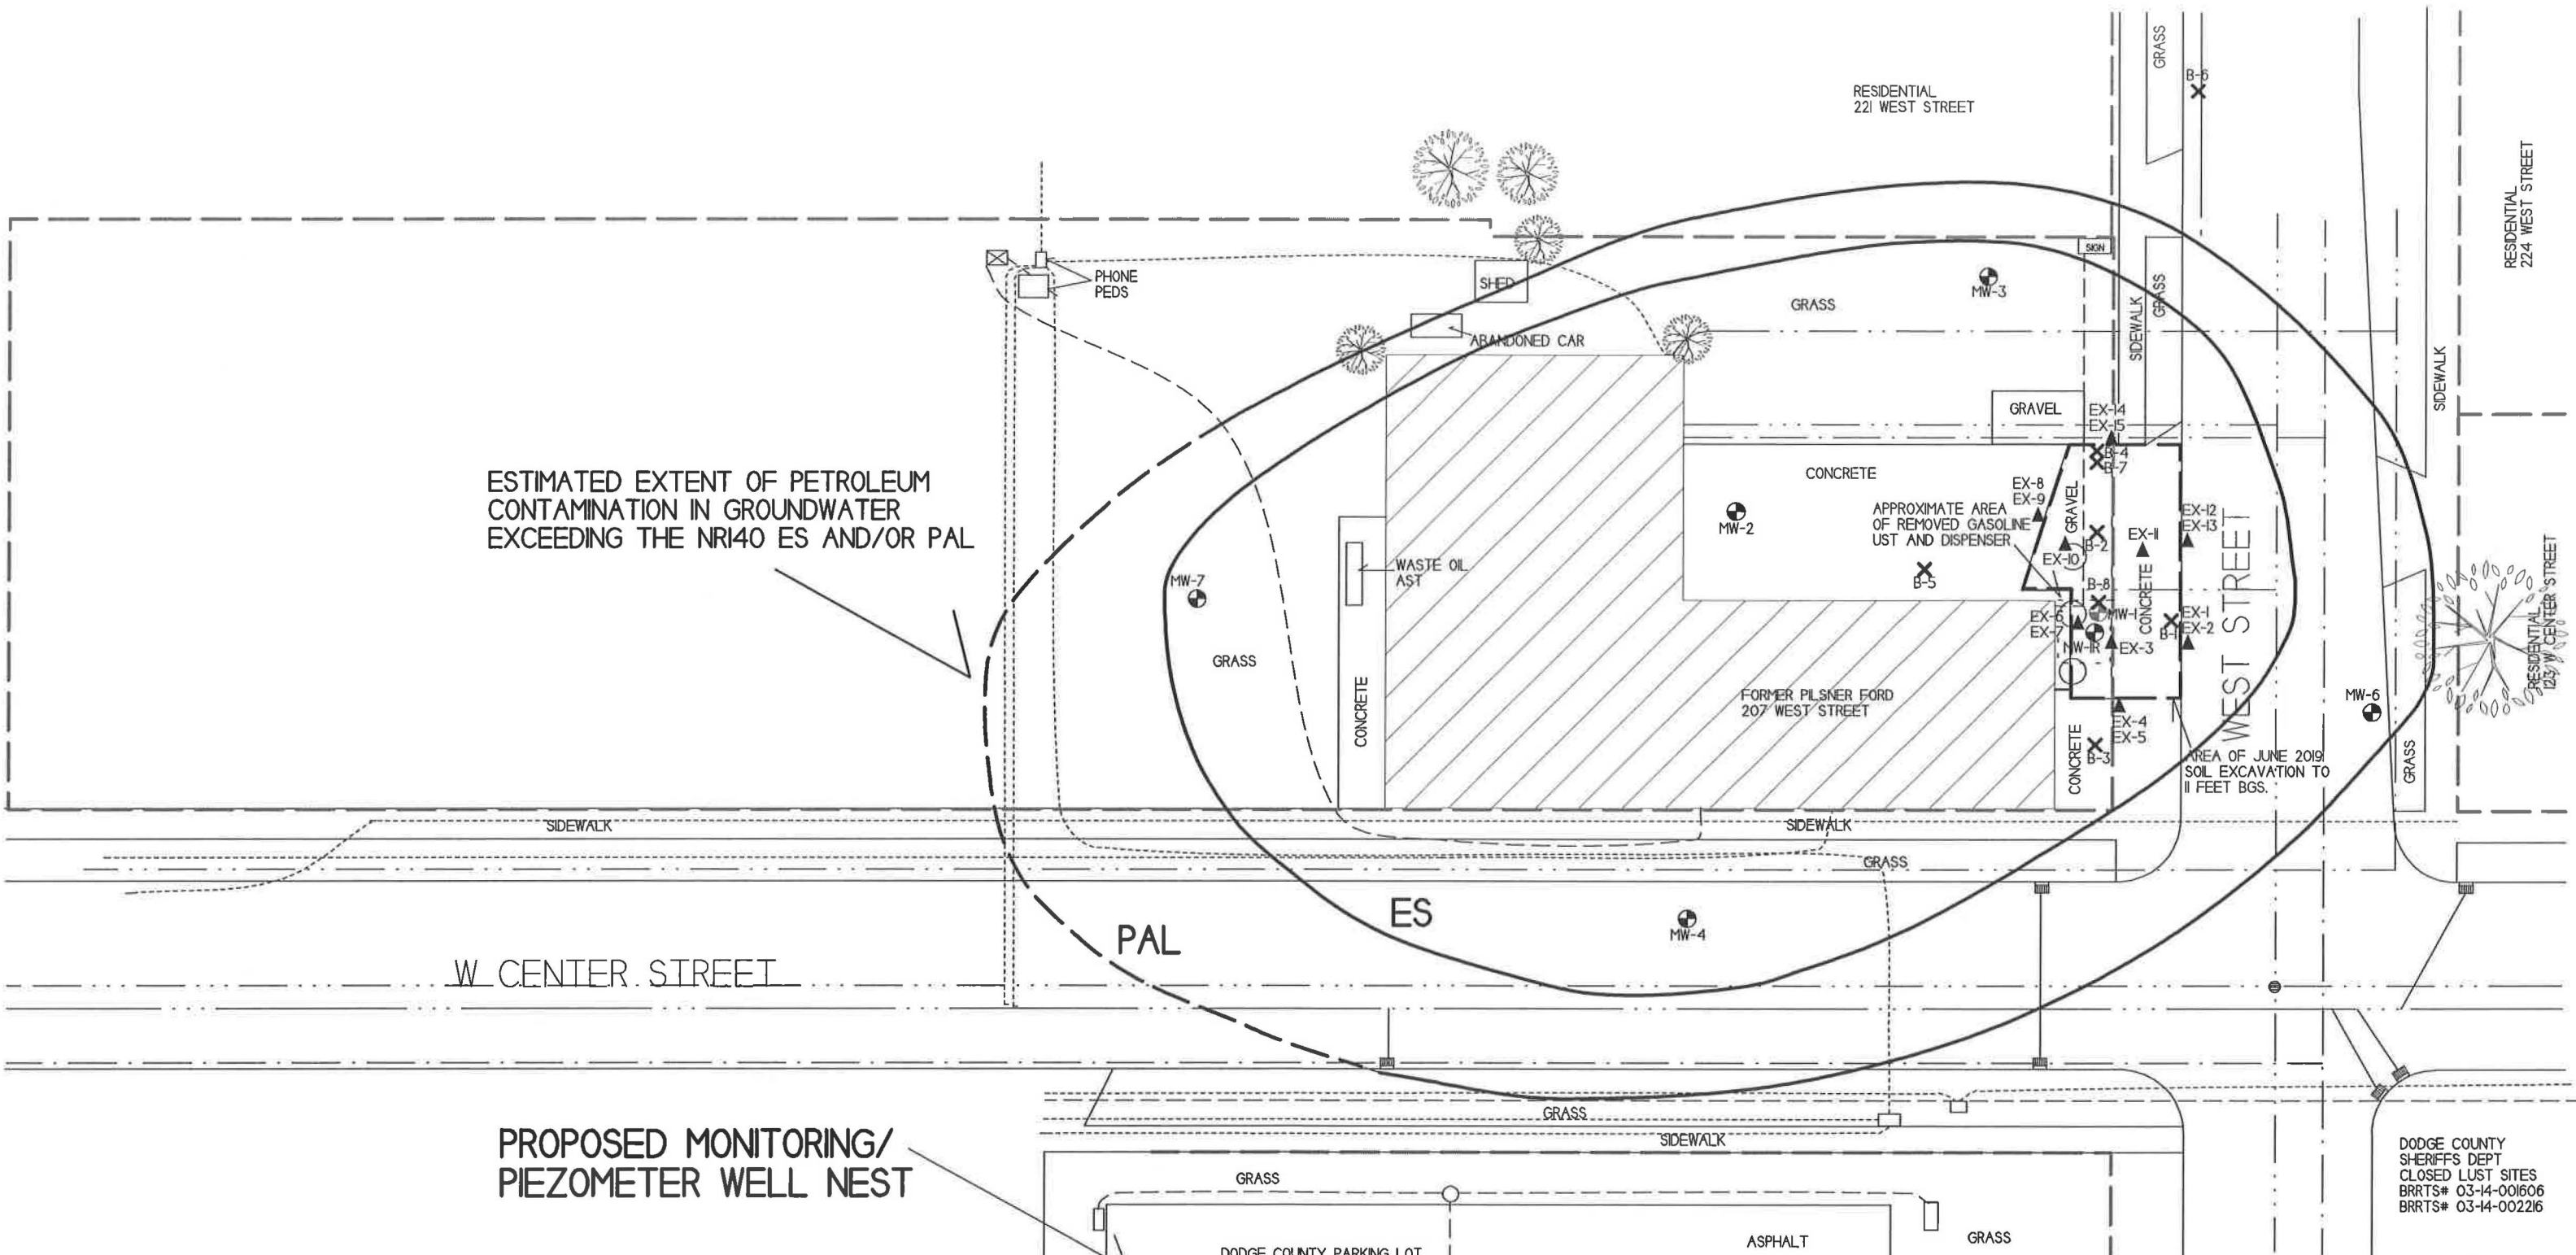 B-6
RESIDENTIAL
221 WEST STREET
GRASS
RESIDENTIAL
224 WEST STREET
SIGN
PHONE
PEDS
SHED
MW-3
GRASS
GRASS
SIDEWALK
ABANDONED CAR
SIDEWALK
GRAVEL
EX-14
EX-15
B-4
B-7
ESTIMATED EXTENT OF PETROLEUM
CONTAMINATION IN GROUNDWATER
EXCEEDING THE NR140 ES AND/OR PAL
CONCRETE
EX-8
EX-9
GRAVEL
APPROXIMATE AREA
OF REMOVED GASOLINE
UST AND DISPENSER
MW-2
EX-12
EX-13
B-2
EX-11
EX-10
WASTE OIL
AST
B-5
MW-7
B-8
CONCRETE
WEST STREET
RESIDENTIAL
123 W CENTER STREET
EX-6
EX-7
MW-1
B-1
EX-1
EX-2
MW-1R
EX-3
GRASS
CONCRETE
FORMER PILSNER FORD
207 WEST STREET
MW-6
EX-4
EX-5
B-3
CONCRETE
GRASS
AREA OF JUNE 2019
SOIL EXCAVATION TO
11 FEET BGS.
SIDEWALK
SIDEWALK
GRASS
ES
MW-4
PAL
W CENTER STREET
GRASS
SIDEWALK
PROPOSED MONITORING/
PIEZOMETER WELL NEST
GRASS
DODGE COUNTY
SHERIFFS DEPT
CLOSED LUST SITES
BRRTS# 03-14-001606
BRRTS# 03-14-002216
DODGE COUNTY PARKING LOT
ASPHALT
GRASS